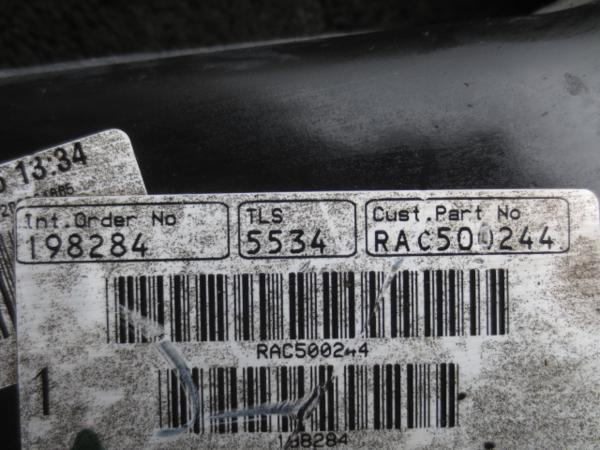 13:34
Int.Order No
198284
TLS
5534
Cust.Part No
RAC500244
RAC500244
1
198284